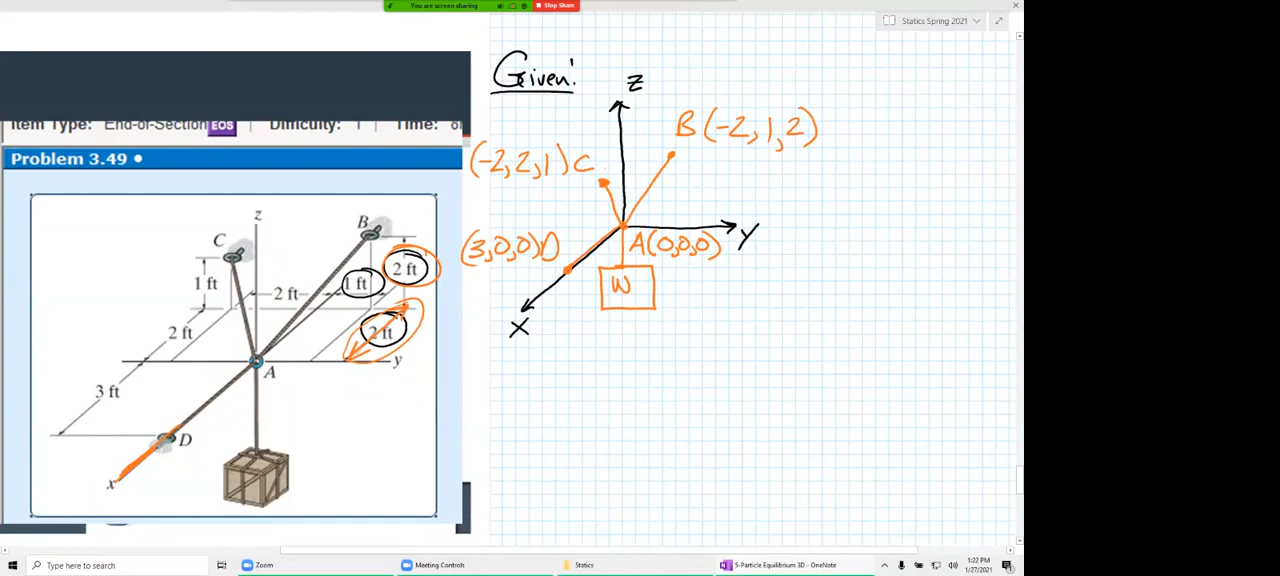 You are screen sharing
Stop Share
Statics Spring 2021
Given:
Item Type: End-of-Section EOS Difficulty: 1 Time:
Problem 3.49
z
B (-2, 1, 2)
(-2, 2, 1) C
y
(3, 0, 0) D
A (0, 0, 0)
W
x
z
B
C
2 ft
1 ft
1 ft
2 ft
2 ft
2 ft
y
A
3 ft
D
x
Type here to search
Zoom
Meeting Controls
Statics
5-Particle Equilibrium 3D - OneNote
1:22 PM
1/27/2021